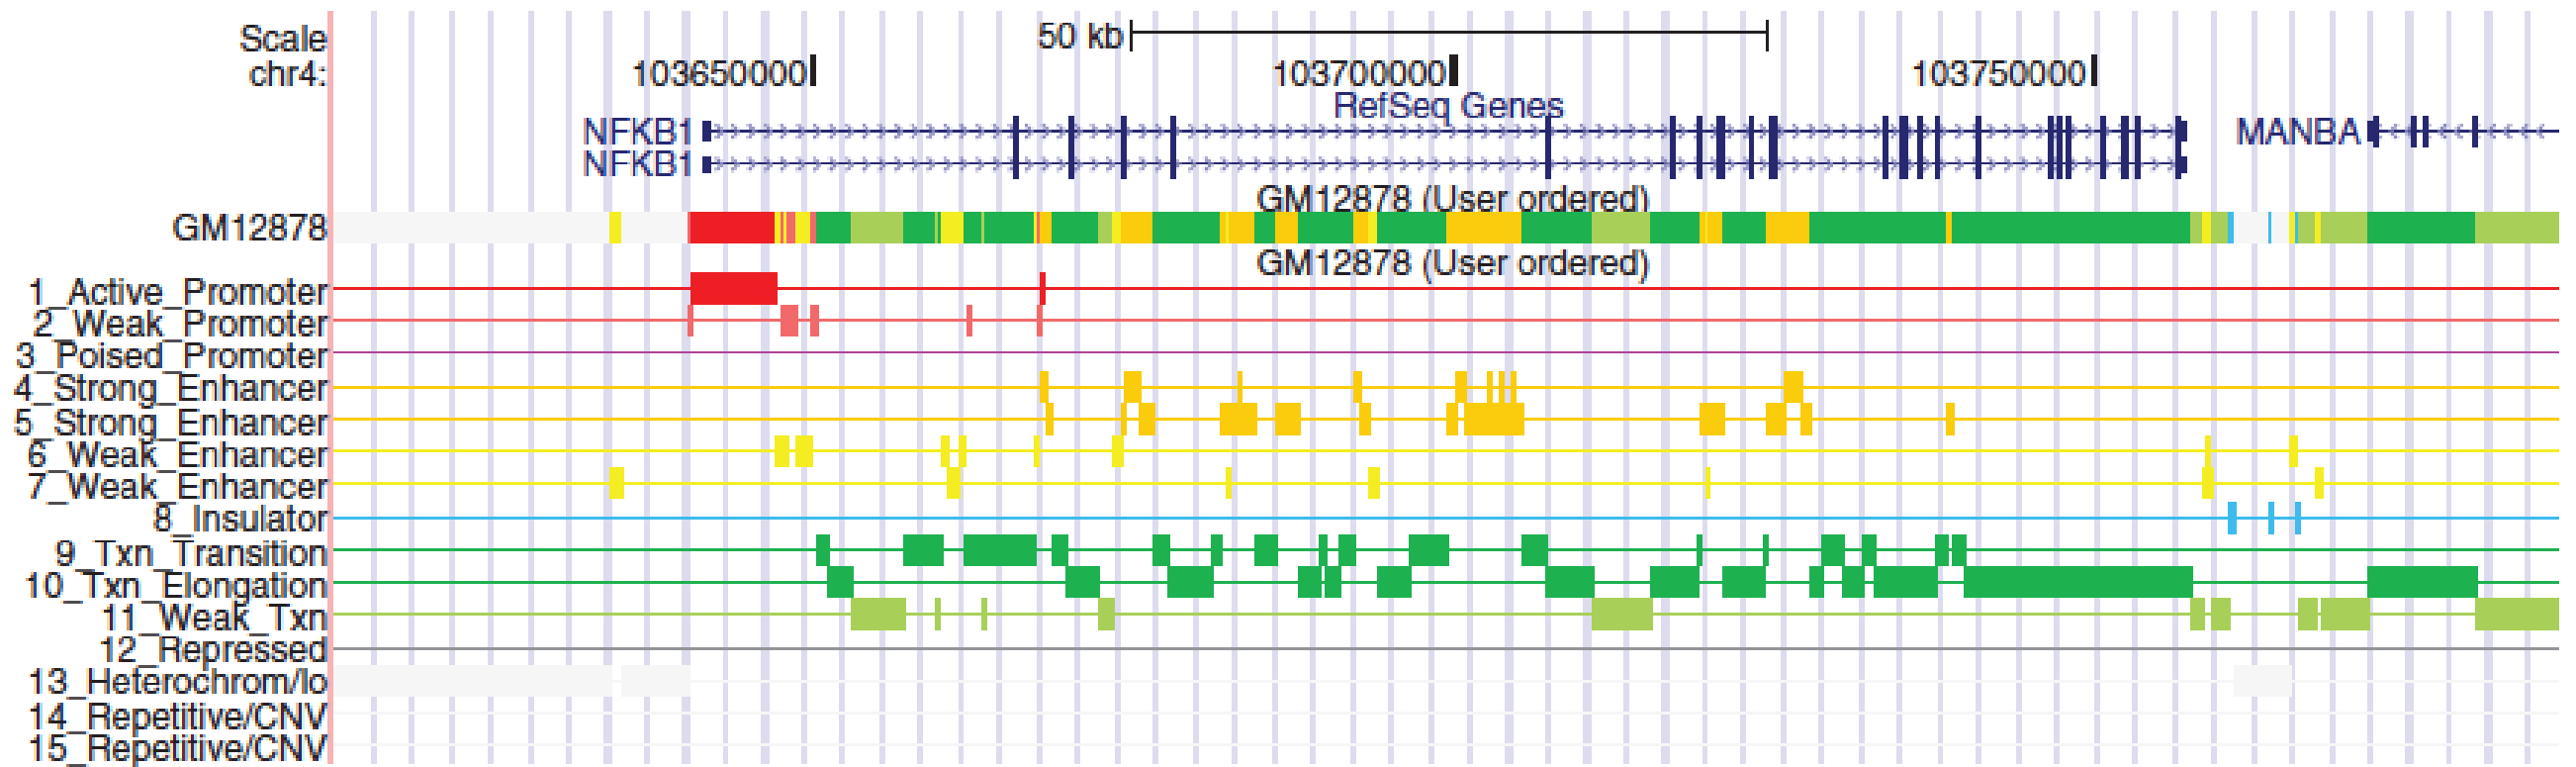 Scale 50 kb
chr4: 103650000 103700000 103750000
RefSeq Genes
NFKB1 MANBA
NFKB1
GM12878 (User ordered)
GM12878
GM12878 (User ordered)
1_Active_Promoter
2_Weak_Promoter
3_Poised_Promoter
4_Strong_Enhancer
5_Strong_Enhancer
6_Weak_Enhancer
7_Weak_Enhancer
8_Insulator
9_Txn_Transition
10_Txn_Elongation
11_Weak_Txn
12_Repressed
13_Heterochrom/lo
14_Repetitive/CNV
15_Repetitive/CNV